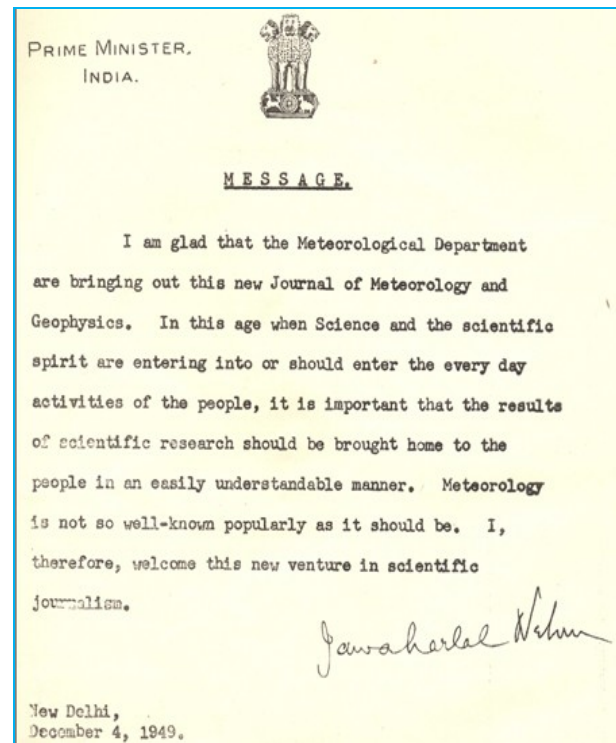 PRIME MINISTER,
INDIA.
MESSAGE.
I am glad that the Meteorological Department
are bringing out this new Journal of Meteorology and
Geophysics. In this age when Science and the scientific
spirit are entering into or should enter the every day
activities of the people, it is important that the results
of scientific research should be brought home to the
people in an easily understandable manner. Meteorology
is not so well-known popularly as it should be. I,
therefore, welcome this new venture in scientific
journalism.
Jawaharlal Nehru
New Delhi,
December 4, 1949.